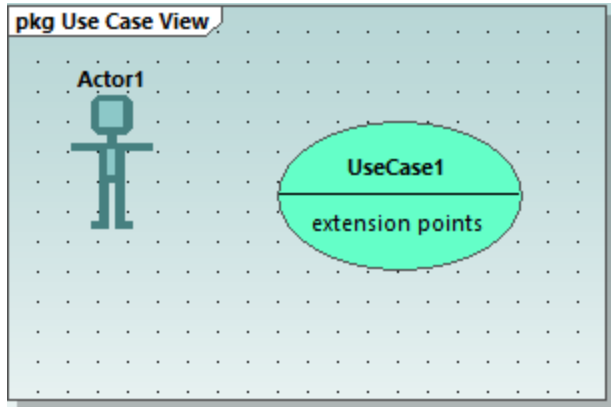 pkg Use Case View
Actor1
UseCase1
extension points